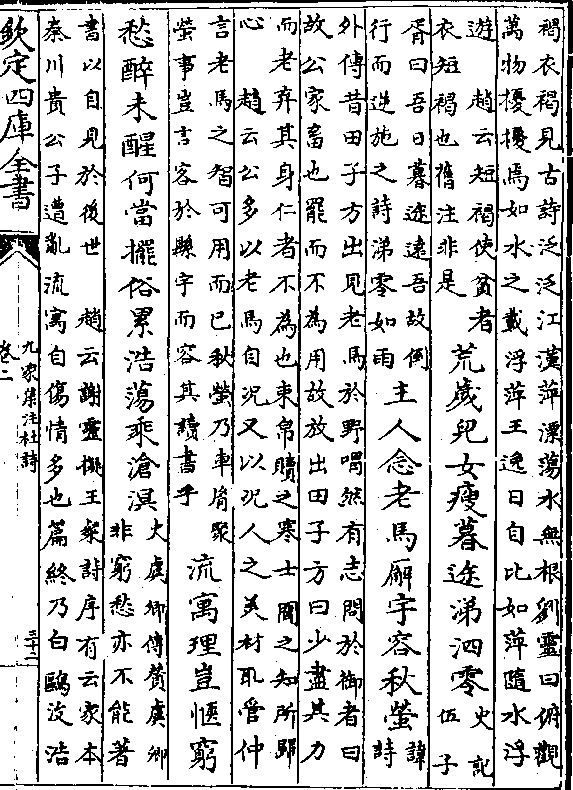 褐衣褐見古詩泛泛江漢萍漂蕩水無根劉靈曰俯觀
萬物擾擾焉如水之載浮萍王逸曰自比如萍隨水浮
遊 趙云短褐使貧者
衣短褐也舊注非是
荒歲兒女瘦暮途涕泗零
史記
伍子
胥曰吾日暮途遠吾故倒
行而逆施之詩涕零如雨
主人念老馬廨宇容秋螢
韓
詩
外傳昔田子方出見老馬於野喟然有志問於御者曰
故公家畜也罷而不為用故放出田子方曰少盡其力
而老弃其身仁者不為也束帛贖之寒士聞之知所歸
心 趙云公多以老馬自况又以况人之美材耴管仲
言老馬之智可用而已秋螢乃車胤聚
螢事豈言客於縣宇而容其讀書乎
流寓理豈愜窮
愁醉未醒何當擺俗累浩蕩乘滄溟
大虞卿傳贊虞卿
非窮愁亦不能著
書以自見於後世 趙云謝靈擬王粲詩序有云家本
秦川貴公子遭亂流寓自傷情多也篇終乃白鷗没浩
欽定四庫全書
九家集注杜詩
卷二
三十二